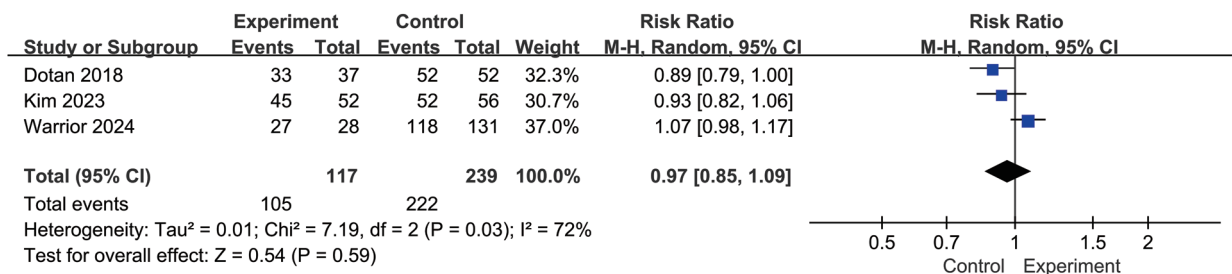 Experiment Control Risk Ratio Risk Ratio
Study or Subgroup Events Total Events Total Weight M-H, Random, 95% CI M-H, Random, 95% CI
Dotan 2018 33 37 52 52 32.3% 0.89 [0.79, 1.00]
Kim 2023 45 52 52 56 30.7% 0.93 [0.82, 1.06]
Warrior 2024 27 28 118 131 37.0% 1.07 [0.98, 1.17]
Total (95% CI) 117 239 100.0% 0.97 [0.85, 1.09]
Total events 105 222
Heterogeneity: Tau² = 0.01; Chi² = 7.19, df = 2 (P = 0.03); I² = 72%
Test for overall effect: Z = 0.54 (P = 0.59)
0.5 0.7 1 1.5 2
Control Experiment